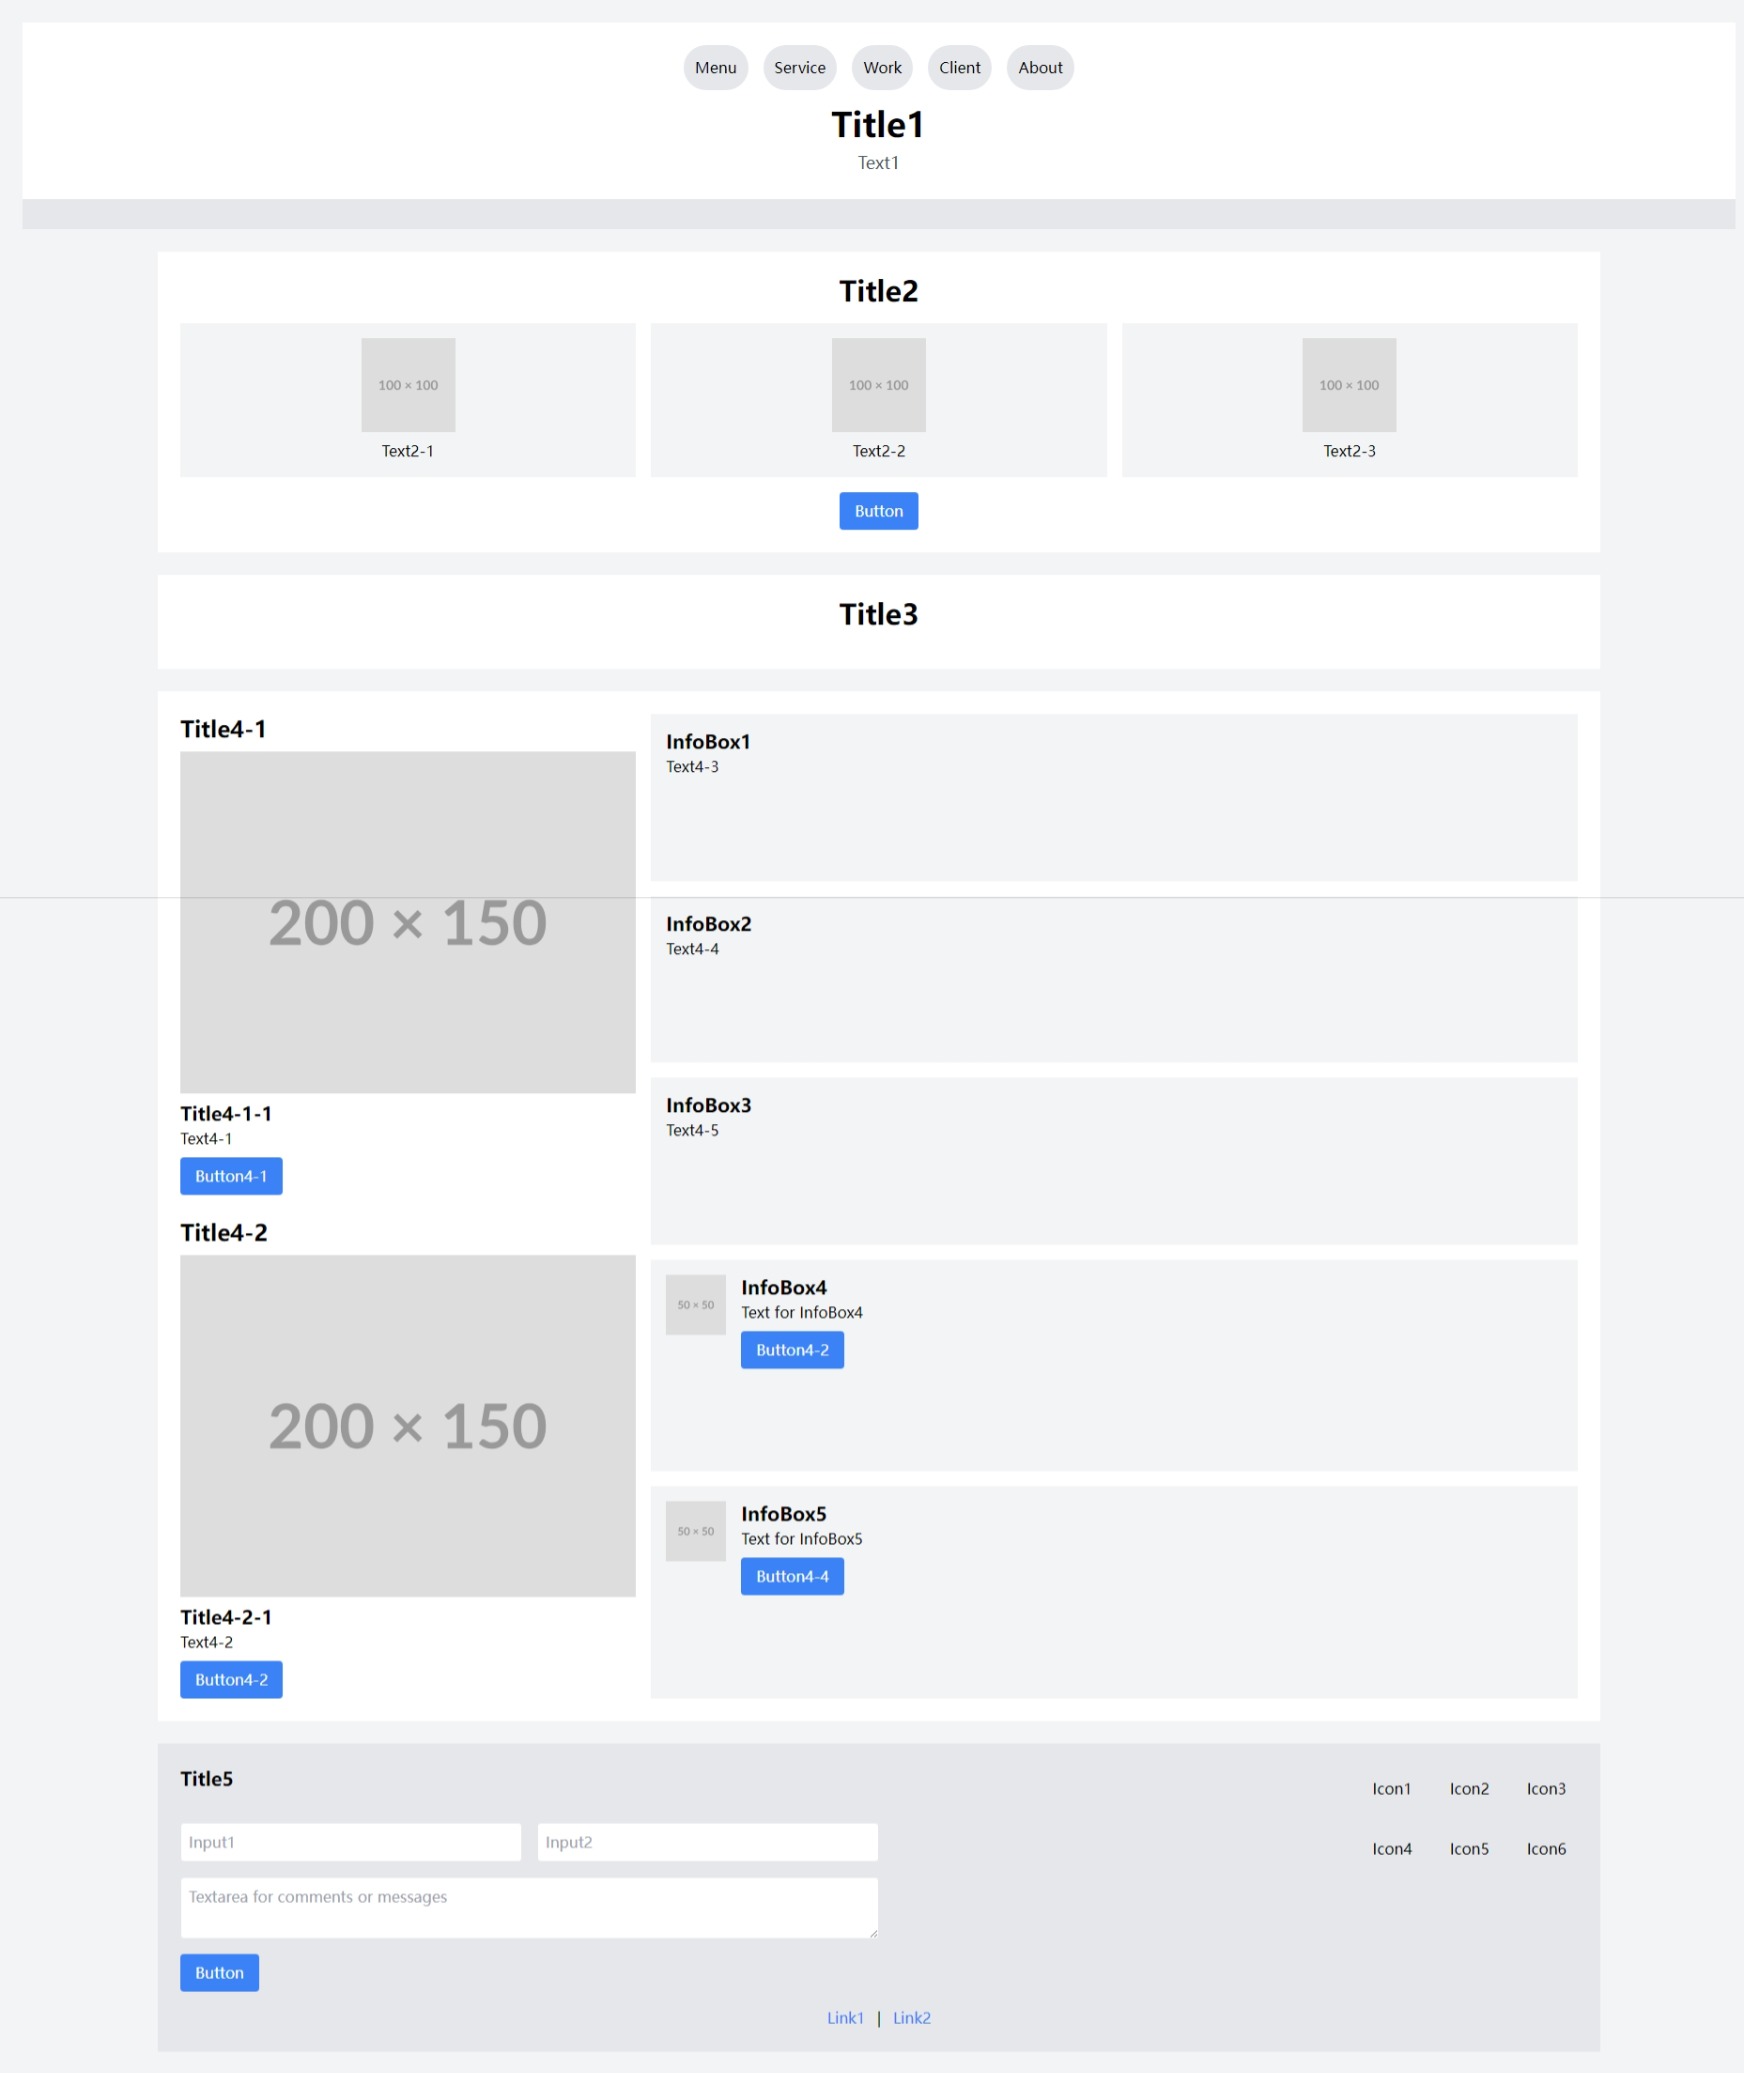 Menu Service Work Client About
Title1
Text1
Title2
100 × 100 100 × 100 100 × 100
Text2-1 Text2-2 Text2-3
Button
Title3
Title4-1
200 × 150
Title4-1-1
Text4-1
Button4-1
Title4-2
200 × 150
Title4-2-1
Text4-2
Button4-2
InfoBox1
Text4-3
InfoBox2
Text4-4
InfoBox3
Text4-5
50 × 50
InfoBox4
Text for InfoBox4
Button4-2
50 × 50
InfoBox5
Text for InfoBox5
Button4-4
Title5
Input1 Input2
Textarea for comments or messages
Button
Icon1 Icon2 Icon3
Icon4 Icon5 Icon6
Link1 | Link2